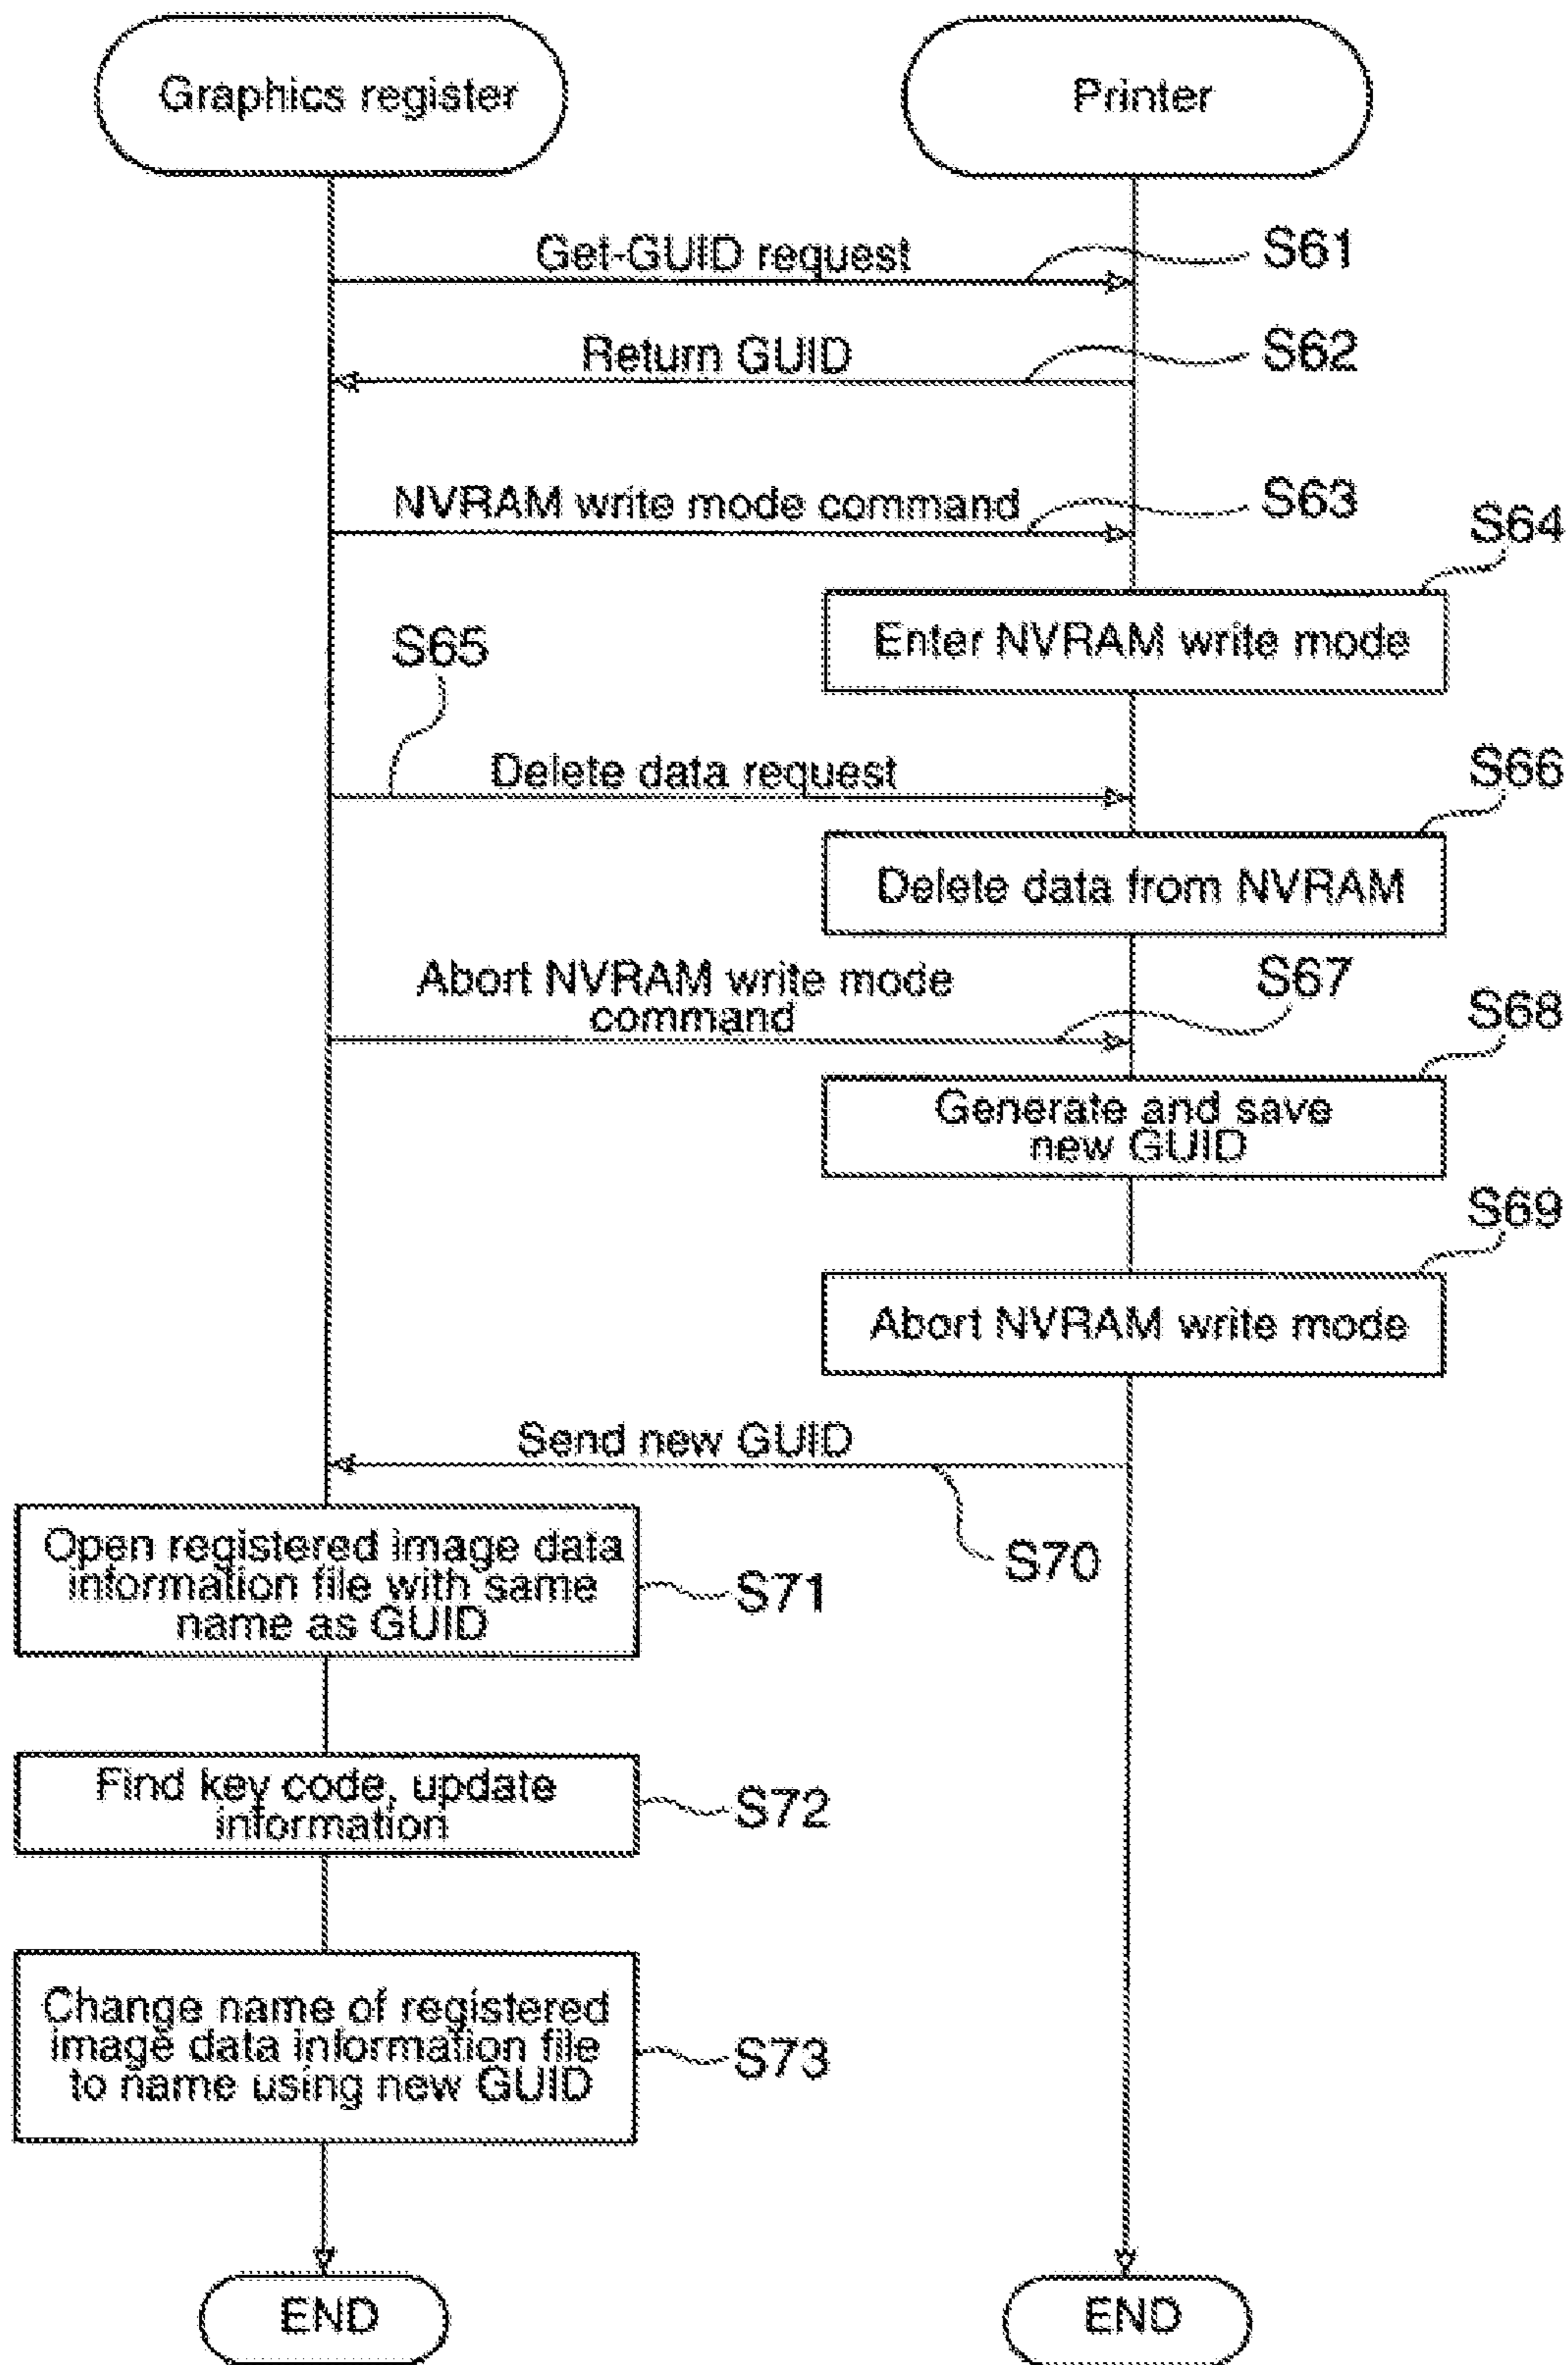 Graphics register
Printer
Get-GUID request
S61
Return GUID
S62
NVRAM write mode command
S63
S64
Enter NVRAM write mode
S65
Delete data request
S66
Delete data from NVRAM
Abort NVRAM write mode
command
S67
S68
Generate and save
new GUID
S69
Abort NVRAM write mode
Send new GUID
S70
Open registered image data
information file with same
name as GUID
S71
Find key code, update
information
S72
Change name of registered
image data information file
to name using new GUID
S73
END
END